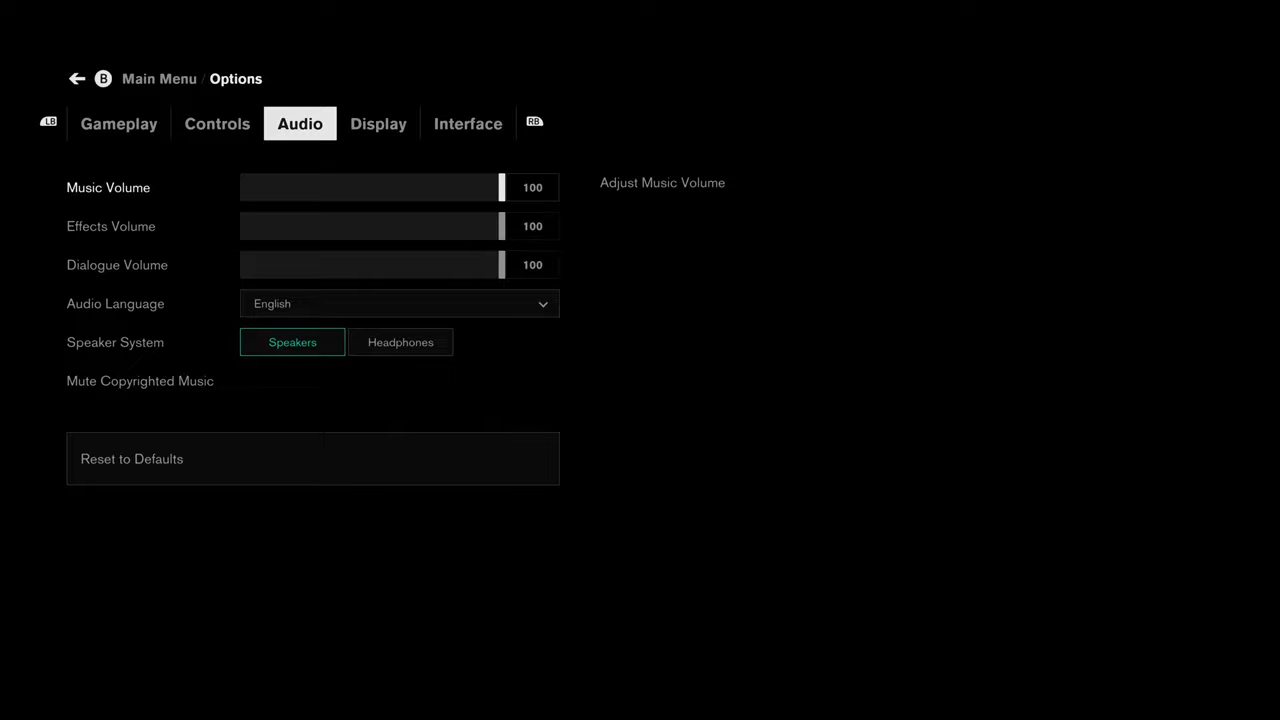 B Main Menu / Options
LB Gameplay Controls Audio Display Interface RB
Music Volume 100 Adjust Music Volume
Effects Volume 100
Dialogue Volume 100
Audio Language English
Speaker System Speakers Headphones
Mute Copyrighted Music
Reset to Defaults